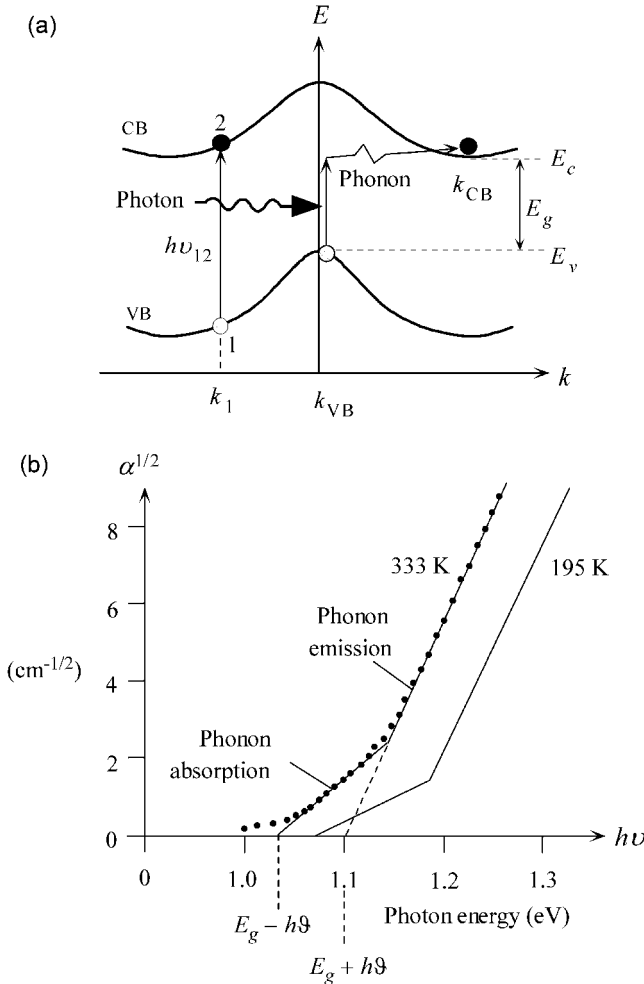 (a)
E
CB
2
Photon
Phonon
k_CB
E_c
E_g
hυ₁₂
E_v
VB
1
k₁
k_VB
k
(b)
α^1/2
8
333 K
195 K
6
Phonon
emission
(cm^-1/2)
4
Phonon
absorption
2
0
hυ
0
1.0
1.1
1.2
1.3
E_g – hϑ
Photon energy (eV)
E_g + hϑ